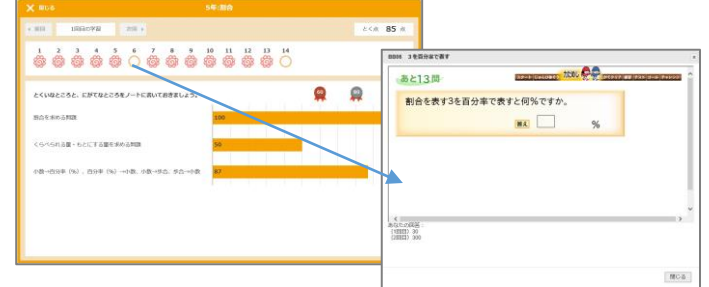 ✕ 閉じる
5年:割合
前回
1回目の学習
次回
とく点 85 点
1 2 3 4 5 6 7 8 9 10 11 12 13 14
とくいなところと、にがてなところをノートに書いておきましょう。
割合を求める問題
100
くらべられる量・もとにする量を求める問題
50
小数→百分率（%）、百分率（%）→小数、小数→歩合、歩合→小数
87
3を百分率で表す
あと13問
割合を表す3を百分率で表すと何%ですか。
答え
%
あなたの回答：
(1回目) 30
(2回目) 300
閉じる